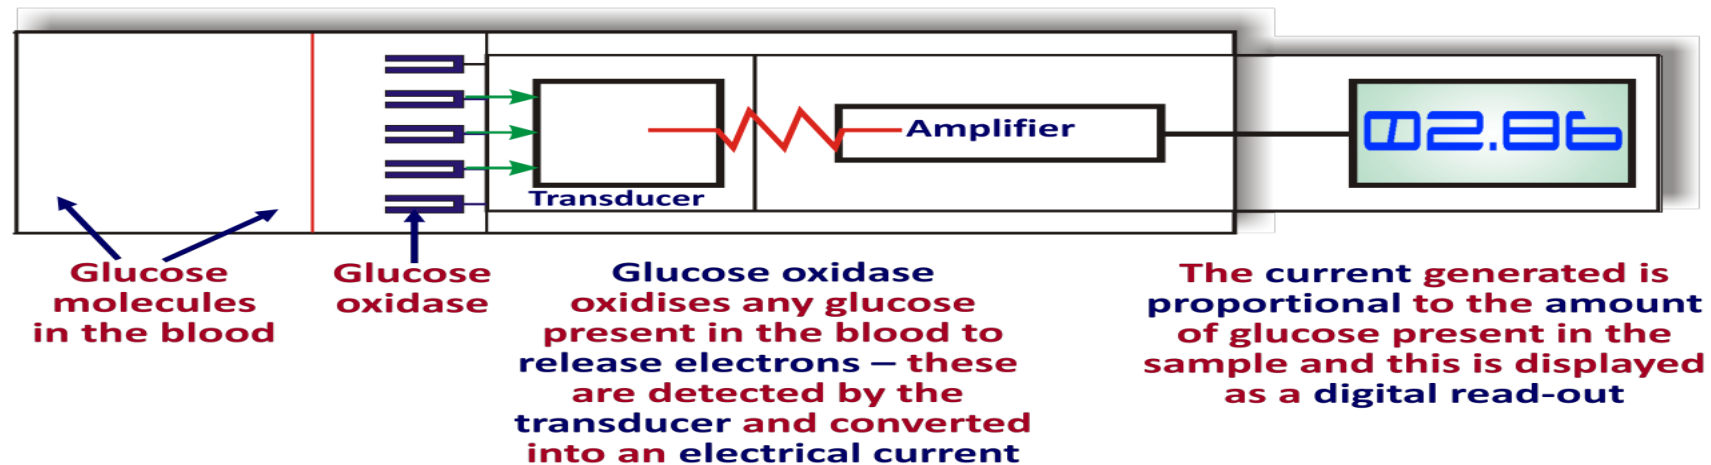 Amplifier
02.86
Transducer
Glucose
molecules
in the blood
Glucose
oxidase
Glucose oxidase
oxidises any glucose
present in the blood to
release electrons – these
are detected by the
transducer and converted
into an electrical current
The current generated is
proportional to the amount
of glucose present in the
sample and this is displayed
as a digital read-out